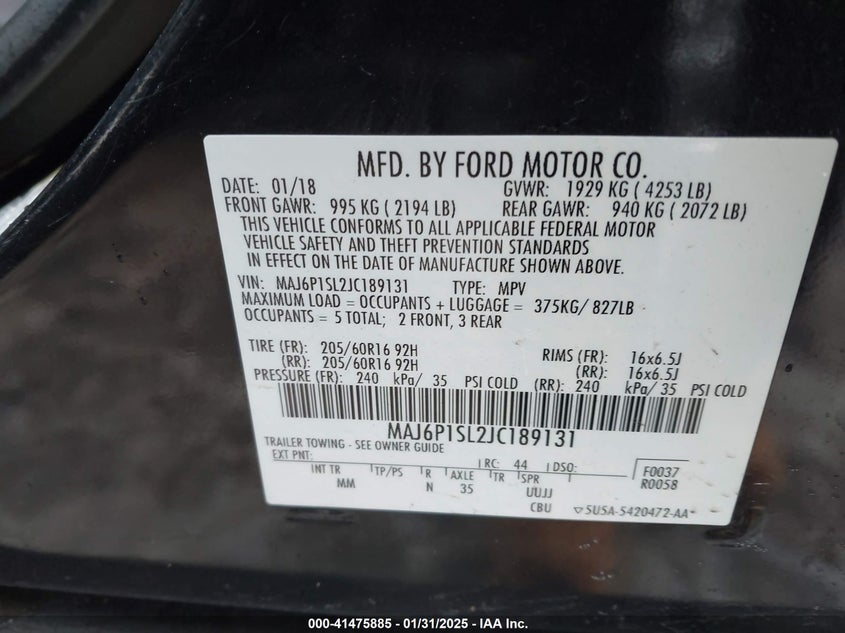 MFD. BY FORD MOTOR CO.
DATE: 01/18 GVWR: 1929 KG ( 4253 LB)
FRONT GAWR: 995 KG ( 2194 LB) REAR GAWR: 940 KG ( 2072 LB)
THIS VEHICLE CONFORMS TO ALL APPLICABLE FEDERAL MOTOR
VEHICLE SAFETY AND THEFT PREVENTION STANDARDS
IN EFFECT ON THE DATE OF MANUFACTURE SHOWN ABOVE.
VIN: MAJ6P1SL2JC189131 TYPE: MPV
MAXIMUM LOAD = OCCUPANTS + LUGGAGE = 375KG/ 827LB
OCCUPANTS = 5 TOTAL; 2 FRONT, 3 REAR
TIRE (FR): 205/60R16 92H RIMS (FR): 16x6.5J
(RR): 205/60R16 92H (RR): 16x6.5J
PRESSURE (FR): 240 kPa/ 35 PSI COLD (RR): 240 kPa/ 35 PSI COLD
MAJ6P1SL2JC189131
TRAILER TOWING - SEE OWNER GUIDE
EXT PNT: RC: 44 DSO: F0037
INT TR TP/PS R AXLE TR SPR R0058
MM N 35 UUJJ
CBU 5USA-5420472-AA
000-41475885 - 01/31/2025 - IAA Inc.